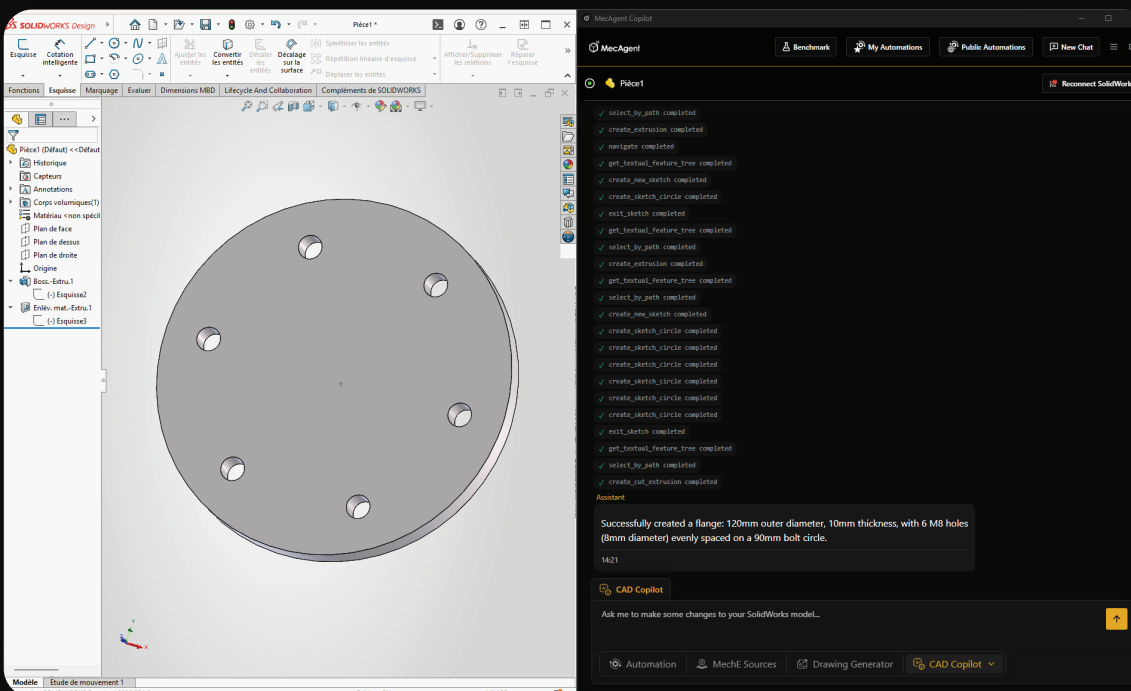 SOLIDWORKS Design
Pièce1 *
Esquisse
Cotation
intelligente
Ajuster les
entités
Convertir
les entités
Décaler
les
entités
Décalage
sur la
surface
Symétriser les entités
Répétition linéaire d'esquisse
Déplacer les entités
Afficher/Supprimer
les relations
Réparer
l'esquisse
Fonctions
Esquisse
Marquage
Evaluer
Dimensions MBD
Lifecycle And Collaboration
Compléments de SOLIDWORKS
Pièce1 (Défaut) <<Défaut
Historique
Capteurs
Annotations
Corps volumiques(1)
Matériau <non spécif
Plan de face
Plan de dessus
Plan de droite
Origine
Boss.-Extru.1
(-) Esquisse2
Enlèv. mat.-Extru.1
(-) Esquisse3
Y
X
Modèle
Etude de mouvement 1
MecAgent Copilot
MecAgent
Benchmark
My Automations
Public Automations
New Chat
Pièce1
Reconnect SolidWork
✓ select_by_path completed
✓ create_extrusion completed
✓ navigate completed
✓ get_textual_feature_tree completed
✓ create_new_sketch completed
✓ create_sketch_circle completed
✓ exit_sketch completed
✓ get_textual_feature_tree completed
✓ select_by_path completed
✓ create_extrusion completed
✓ get_textual_feature_tree completed
✓ select_by_path completed
✓ create_new_sketch completed
✓ create_sketch_circle completed
✓ create_sketch_circle completed
✓ create_sketch_circle completed
✓ create_sketch_circle completed
✓ create_sketch_circle completed
✓ create_sketch_circle completed
✓ exit_sketch completed
✓ get_textual_feature_tree completed
✓ select_by_path completed
✓ create_cut_extrusion completed
Assistant
Successfully created a flange: 120mm outer diameter, 10mm thickness, with 6 M8 holes
(8mm diameter) evenly spaced on a 90mm bolt circle.
14:21
CAD Copilot
Ask me to make some changes to your SolidWorks model...
Automation
MechE Sources
Drawing Generator
CAD Copilot